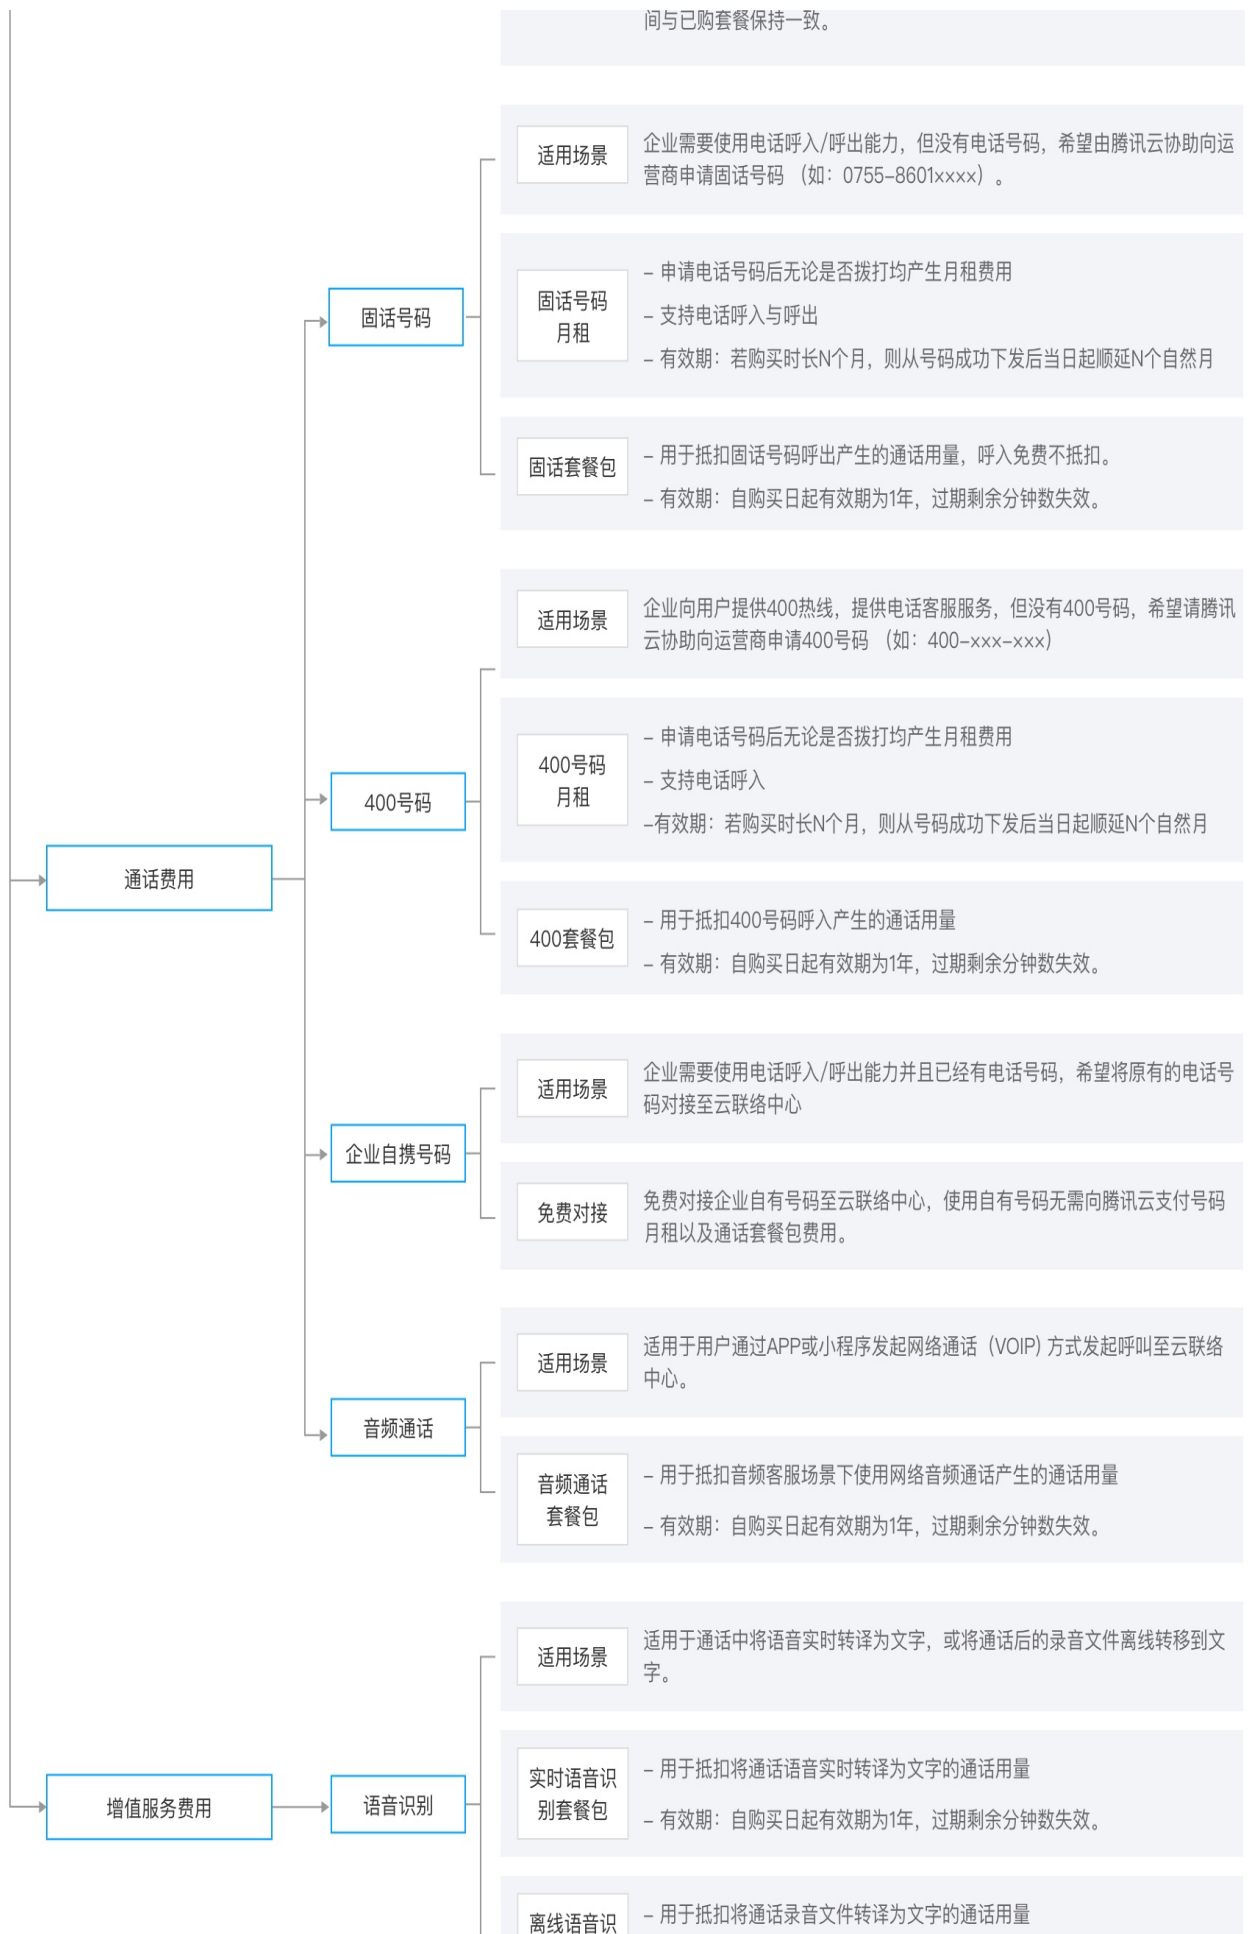 间与已购套餐保持一致。
适用场景
企业需要使用电话呼入/呼出能力，但没有电话号码，希望由腾讯云协助向运
营商申请固话号码 （如：0755-8601xxxx）。
固话号码
固话号码
月租
- 申请电话号码后无论是否拨打均产生月租费用
- 支持电话呼入与呼出
- 有效期：若购买时长N个月，则从号码成功下发后当日起顺延N个自然月
固话套餐包
- 用于抵扣固话号码呼出产生的通话用量，呼入免费不抵扣。
- 有效期：自购买日起有效期为1年，过期剩余分钟数失效。
适用场景
企业向用户提供400热线，提供电话客服服务，但没有400号码，希望请腾讯
云协助向运营商申请400号码 （如：400-xxx-xxx）
400号码
400号码
月租
- 申请电话号码后无论是否拨打均产生月租费用
- 支持电话呼入
-有效期：若购买时长N个月，则从号码成功下发后当日起顺延N个自然月
通话费用
400套餐包
- 用于抵扣400号码呼入产生的通话用量
- 有效期：自购买日起有效期为1年，过期剩余分钟数失效。
适用场景
企业需要使用电话呼入/呼出能力并且已经有电话号码，希望将原有的电话号
码对接至云联络中心
企业自携号码
免费对接
免费对接企业自有号码至云联络中心，使用自有号码无需向腾讯云支付号码
月租以及通话套餐包费用。
适用场景
适用于用户通过APP或小程序发起网络通话（VOIP) 方式发起呼叫至云联络
中心。
音频通话
音频通话
套餐包
- 用于抵扣音频客服场景下使用网络音频通话产生的通话用量
- 有效期：自购买日起有效期为1年，过期剩余分钟数失效。
适用场景
适用于通话中将语音实时转译为文字，或将通话后的录音文件离线转移到文
字。
增值服务费用
语音识别
实时语音识
别套餐包
- 用于抵扣将通话语音实时转译为文字的通话用量
- 有效期：自购买日起有效期为1年，过期剩余分钟数失效。
离线语音识
- 用于抵扣将通话录音文件转译为文字的通话用量